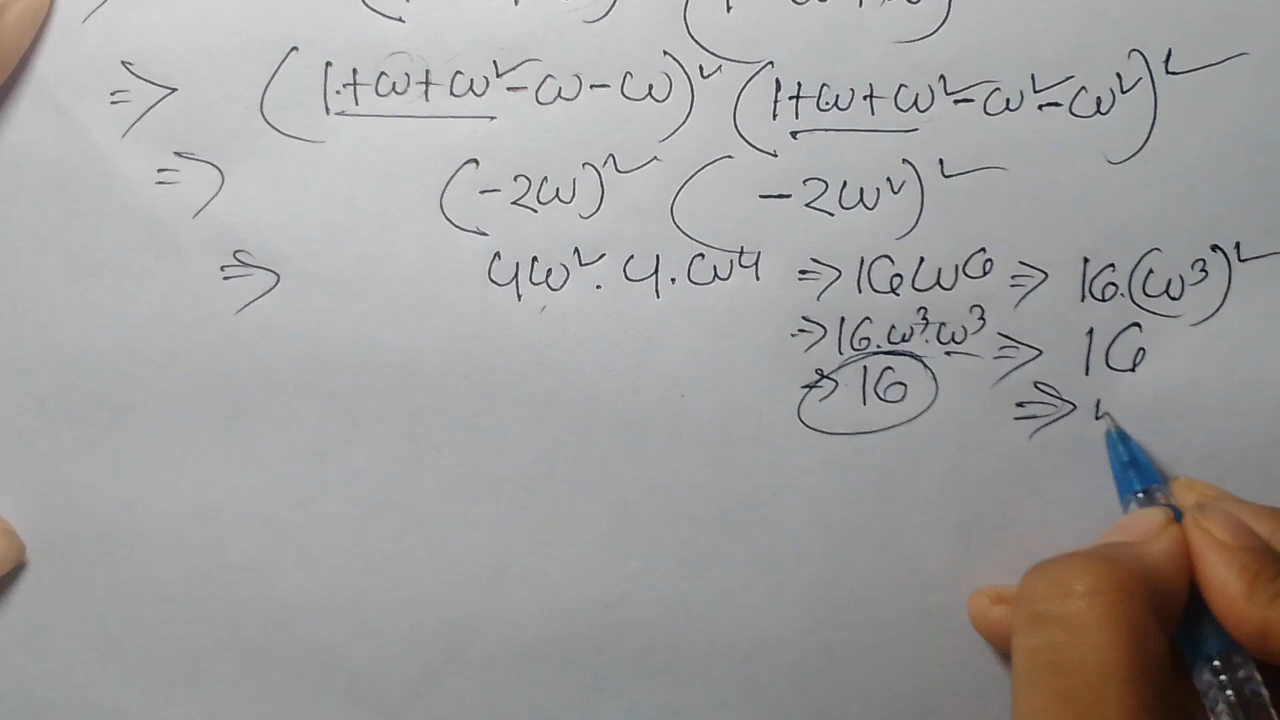 ⇒ (1+ω+ω²-ω-ω)² (1+ω+ω²-ω²-ω²)²
⇒ (-2ω)² (-2ω²)²
⇒ 4ω².4.ω4 ⇒ 16ω6 ⇒ 16.(ω3)²
⇒ 16.ω³.ω³ ⇒ 16
⇒ 16 ⇒